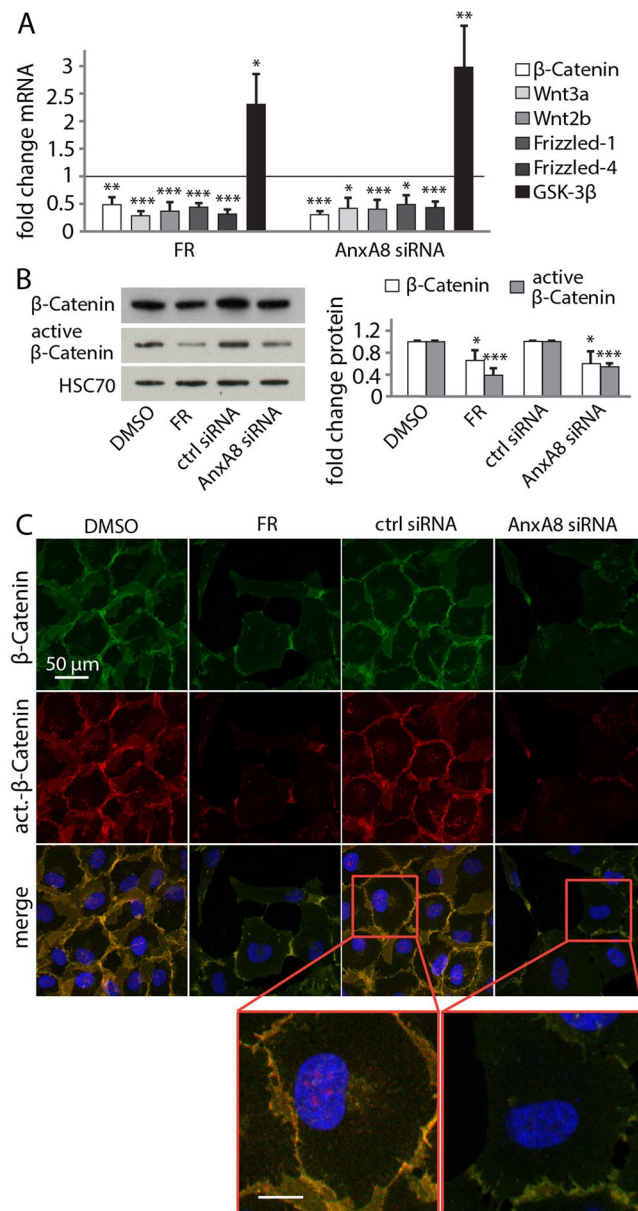 A
fold change mRNA
3
2.5
2
1.5
1
0.5
0
** *** *** *** *** *
*** * *** * *** **
FR
AnxA8 siRNA
β-Catenin
Wnt3a
Wnt2b
Frizzled-1
Frizzled-4
GSK-3β
B
β-Catenin
active
β-Catenin
HSC70
DMSO
FR
ctrl siRNA
AnxA8 siRNA
β-Catenin
active
β-Catenin
fold change protein
1.2
0.8
0.4
0
* ***
* ***
DMSO
FR
ctrl siRNA
AnxA8 siRNA
C
DMSO
FR
ctrl siRNA
AnxA8 siRNA
β-Catenin
50 μm
act.-β-Catenin
merge